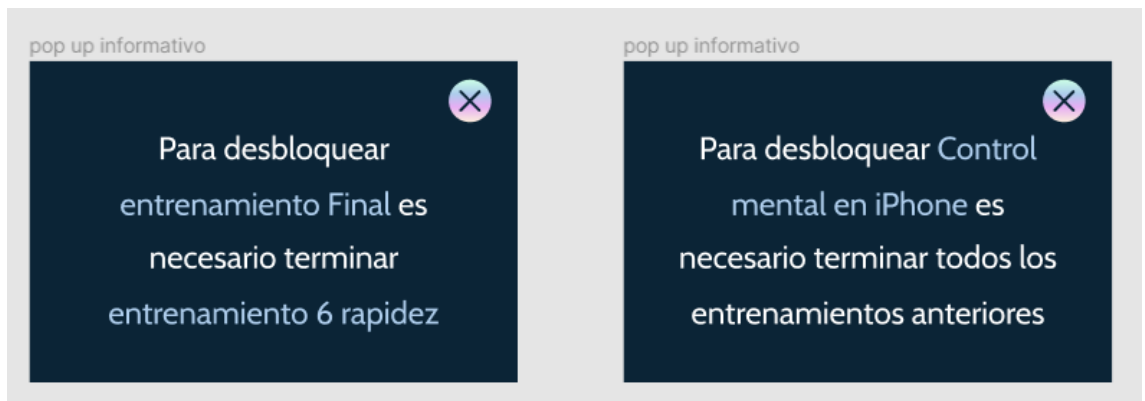 pop up informativo
Para desbloquear
entrenamiento Final es
necesario terminar
entrenamiento 6 rapidez
pop up informativo
Para desbloquear Control
mental en iPhone es
necesario terminar todos los
entrenamientos anteriores